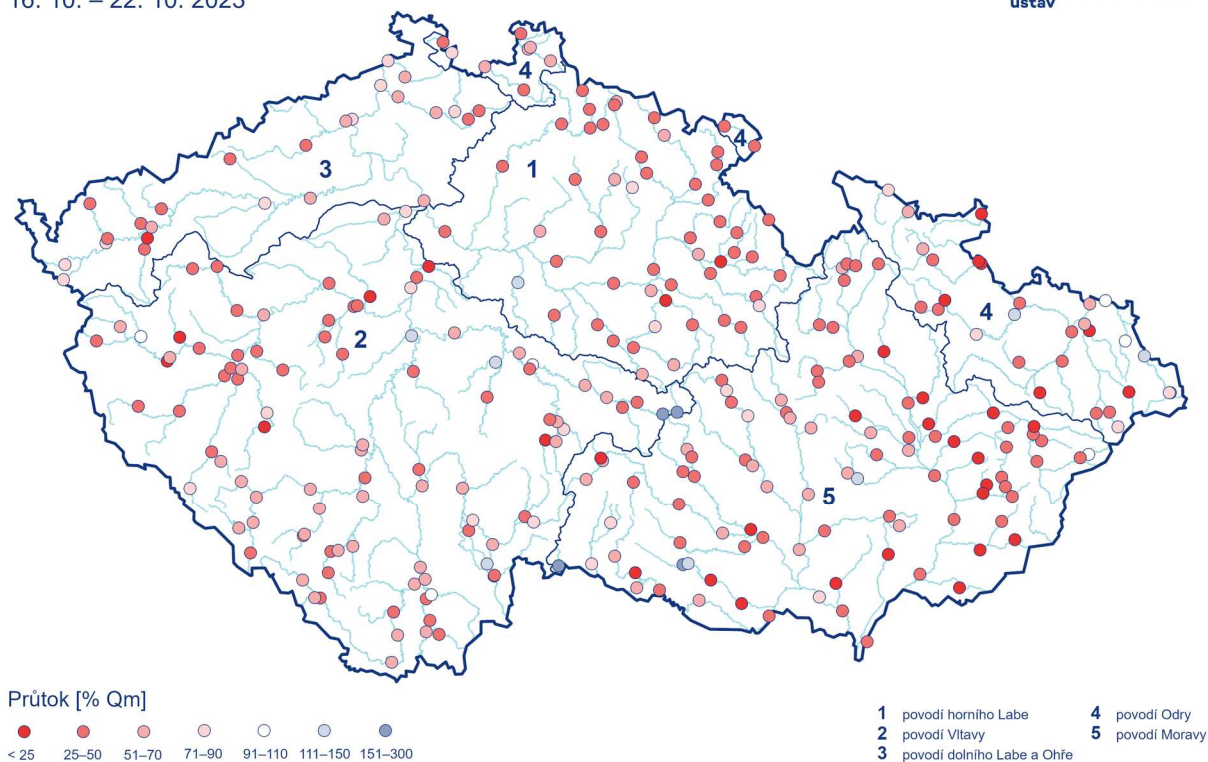 16. 10. – 22. 10. 2023
ústav
4
4
3
1
2
4
5
Průtok [% Qm]
< 25 25–50 51–70 71–90 91–110 111–150 151–300
1 povodí horního Labe
2 povodí Vltavy
3 povodí dolního Labe a Ohře
4 povodí Odry
5 povodí Moravy